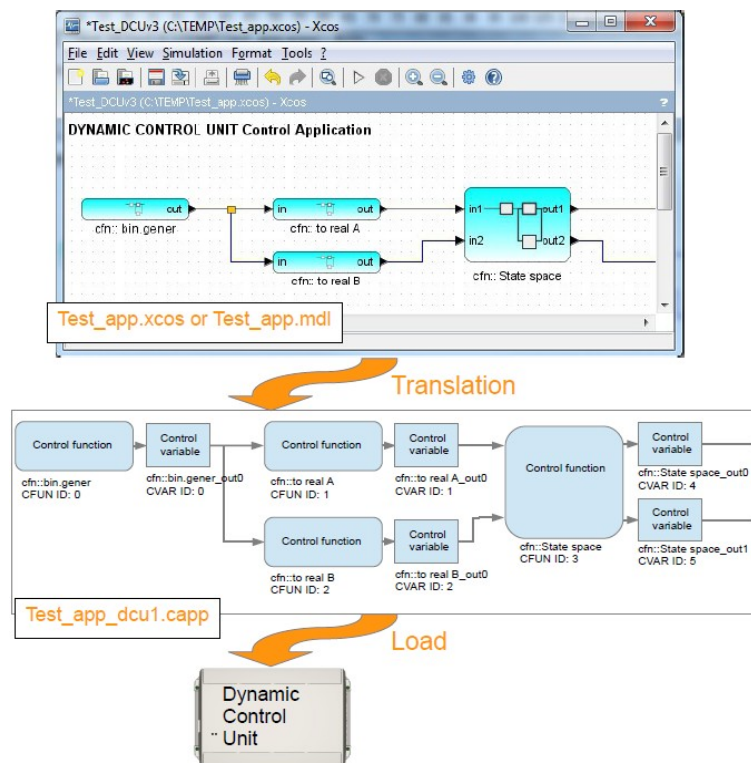 *Test_DCUv3 (C:\TEMP\Test_app.xcos) - Xcos
File Edit View Simulation Format Tools ?
*Test_DCUv3 (C:\TEMP\Test_app.xcos) - Xcos ?
DYNAMIC CONTROL UNIT Control Application
out in out in1 out1
cfn:: bin.gener cfn:: to real A
in out in2 out2
cfn:: to real B cfn:: State space
Test_app.xcos or Test_app.mdl
Translation
Control function Control variable Control function Control variable Control function Control variable
cfn::bin.gener cfn::bin.gener_out0 cfn::to real A cfn::to real A_out0 cfn::State space_out0
CFUN ID: 0 CVAR ID: 0 CFUN ID: 1 CVAR ID: 1 CVAR ID: 4
Control function Control variable Control variable
cfn::to real B cfn::to real B_out0 cfn::State space cfn::State space_out1
CFUN ID: 2 CVAR ID: 2 CFUN ID: 3 CVAR ID: 5
Test_app_dcu1.capp
Load
Dynamic
Control
Unit